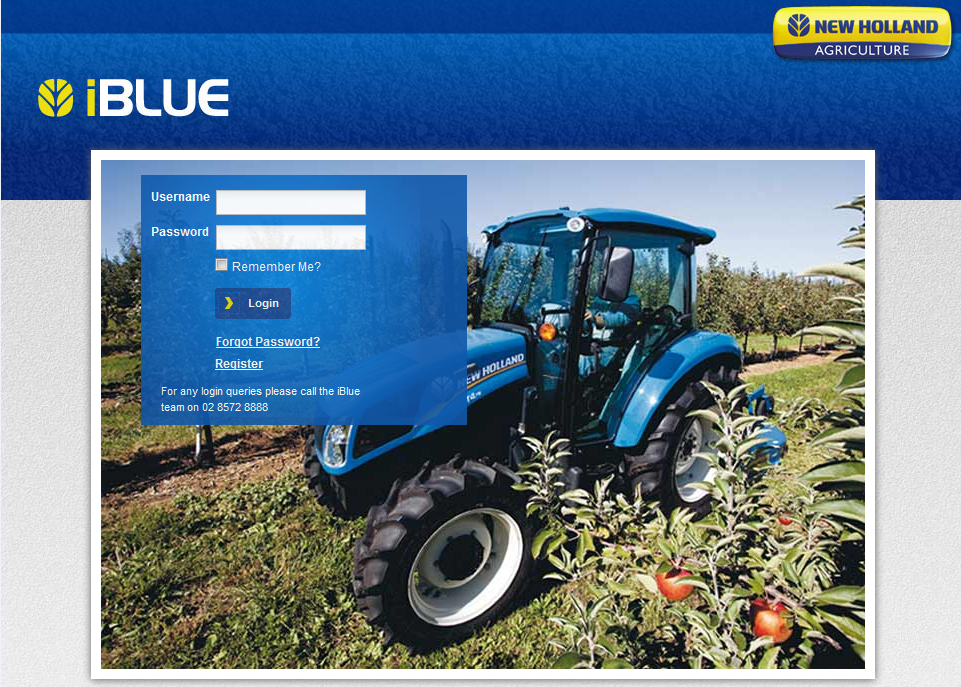 NEW HOLLAND
AGRICULTURE
iBLUE
Username
Password
Remember Me?
Login
Forgot Password?
Register
For any login queries please call the iBlue
team on 02 8572 8888
NEW HOLLAND